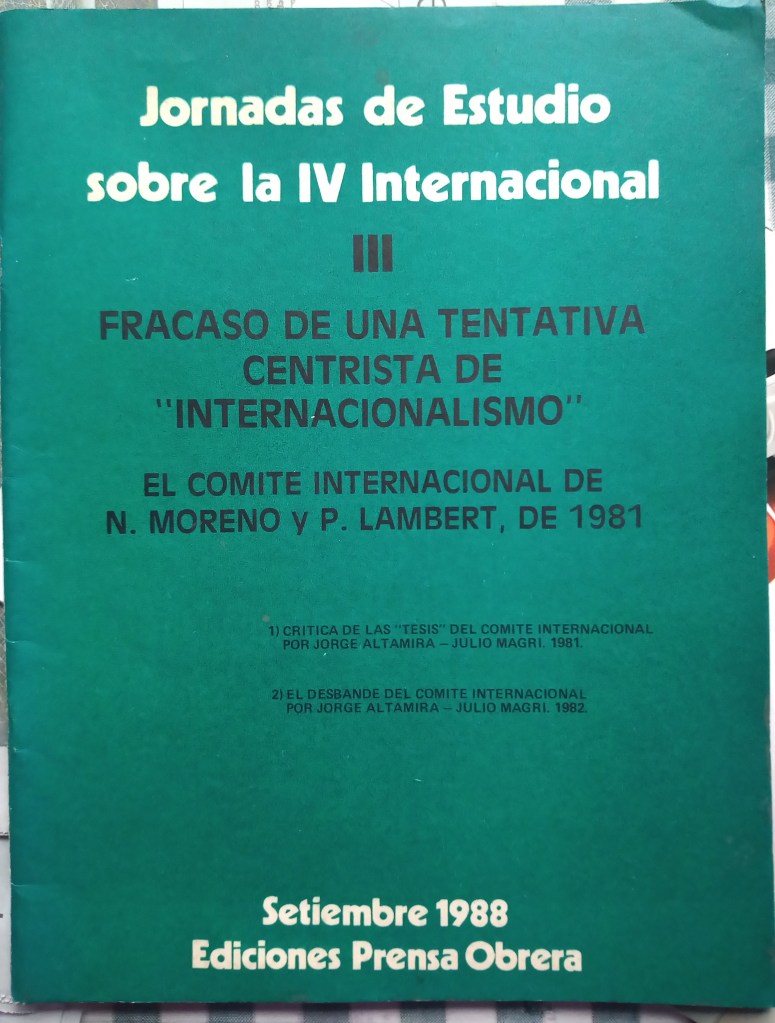 Jornadas de Estudio
sobre la IV Internacional
III
FRACASO DE UNA TENTATIVA
CENTRISTA DE
"INTERNACIONALISMO"
EL COMITE INTERNACIONAL DE
N. MORENO y P. LAMBERT, DE 1981
1) CRITICA DE LAS "TESIS" DEL COMITE INTERNACIONAL
POR JORGE ALTAMIRA – JULIO MAGRI. 1981.
2) EL DESBANDE DEL COMITE INTERNACIONAL
POR JORGE ALTAMIRA – JULIO MAGRI. 1982.
Setiembre 1988
Ediciones Prensa Obrera